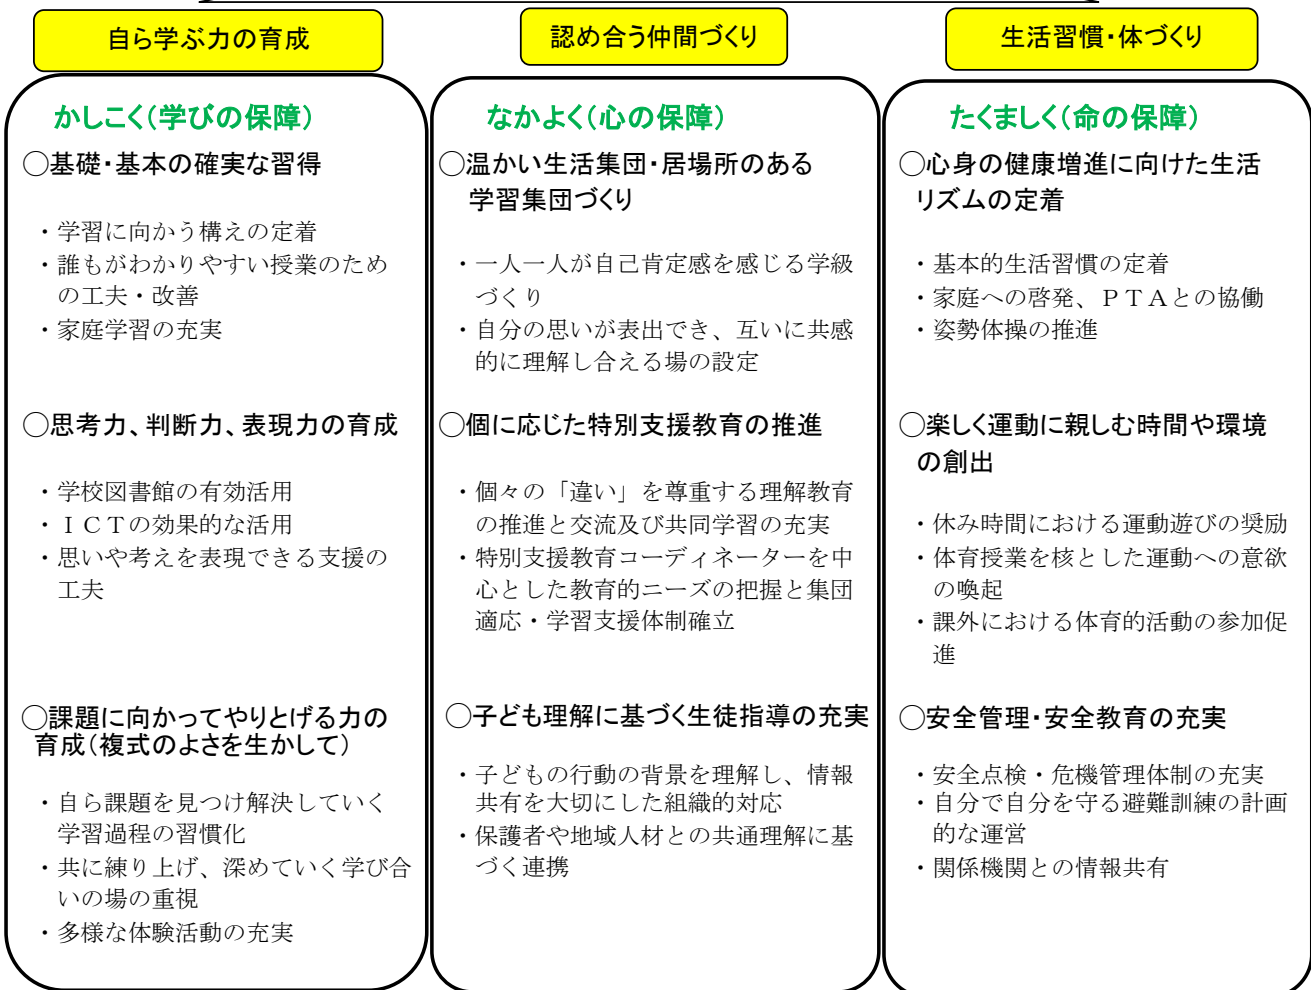 自ら学ぶ力の育成
かしこく(学びの保障)
○基礎・基本の確実な習得
・学習に向かう構えの定着
・誰もがわかりやすい授業のため
の工夫・改善
・家庭学習の充実
○思考力、判断力、表現力の育成
・学校図書館の有効活用
・ＩＣＴの効果的な活用
・思いや考えを表現できる支援の
工夫
○課題に向かってやりとげる力の
育成(複式のよさを生かして)
・自ら課題を見つけ解決していく
学習過程の習慣化
・共に練り上げ、深めていく学び合
いの場の重視
・多様な体験活動の充実
認め合う仲間づくり
なかよく(心の保障)
○温かい生活集団・居場所のある
学習集団づくり
・一人一人が自己肯定感を感じる学級
づくり
・自分の思いが表出でき、互いに共感
的に理解し合える場の設定
○個に応じた特別支援教育の推進
・個々の「違い」を尊重する理解教育
の推進と交流及び共同学習の充実
・特別支援教育コーディネーターを中
心とした教育的ニーズの把握と集団
適応・学習支援体制確立
○子ども理解に基づく生徒指導の充実
・子どもの行動の背景を理解し、情報
共有を大切にした組織的対応
・保護者や地域人材との共通理解に基
づく連携
生活習慣・体づくり
たくましく(命の保障)
○心身の健康増進に向けた生活
リズムの定着
・基本的生活習慣の定着
・家庭への啓発、ＰＴＡとの協働
・姿勢体操の推進
○楽しく運動に親しむ時間や環境
の創出
・休み時間における運動遊びの奨励
・体育授業を核とした運動への意欲
の喚起
・課外における体育的活動の参加促
進
○安全管理・安全教育の充実
・安全点検・危機管理体制の充実
・自分で自分を守る避難訓練の計画
的な運営
・関係機関との情報共有